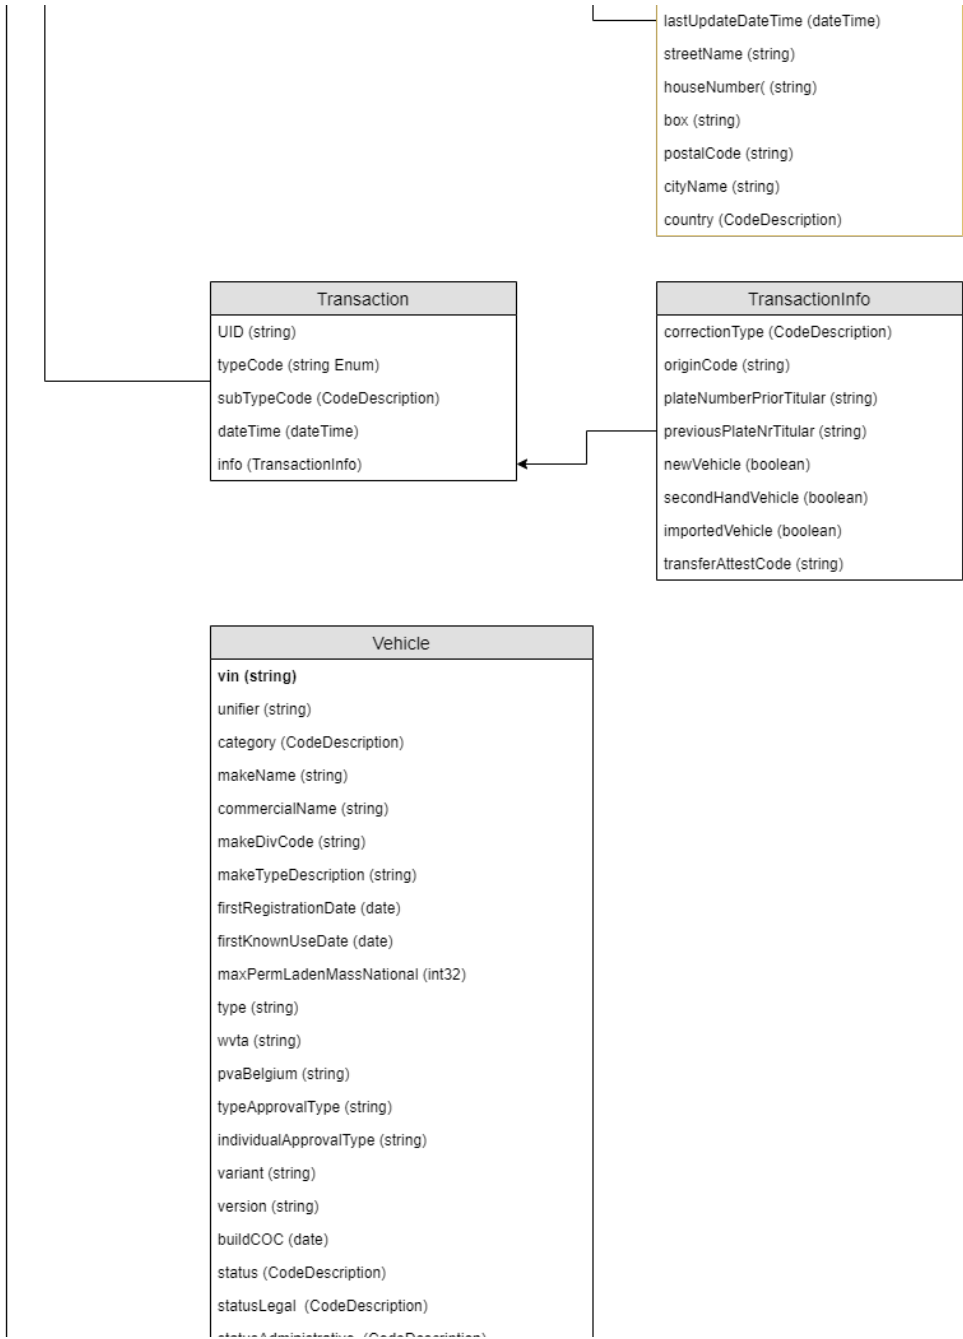 lastUpdateDateTime (dateTime)
streetName (string)
houseNumber( (string)
box (string)
postalCode (string)
cityName (string)
country (CodeDescription)
Transaction
UID (string)
typeCode (string Enum)
subTypeCode (CodeDescription)
dateTime (dateTime)
info (TransactionInfo)
TransactionInfo
correctionType (CodeDescription)
originCode (string)
plateNumberPriorTitular (string)
previousPlateNrTitular (string)
newVehicle (boolean)
secondHandVehicle (boolean)
importedVehicle (boolean)
transferAttestCode (string)
Vehicle
vin (string)
unifier (string)
category (CodeDescription)
makeName (string)
commercialName (string)
makeDivCode (string)
makeTypeDescription (string)
firstRegistrationDate (date)
firstKnownUseDate (date)
maxPermLadenMassNational (int32)
type (string)
wvta (string)
pvaBelgium (string)
typeApprovalType (string)
individualApprovalType (string)
variant (string)
version (string)
buildCOC (date)
status (CodeDescription)
statusLegal (CodeDescription)
statusAdministrative (CodeDescription)